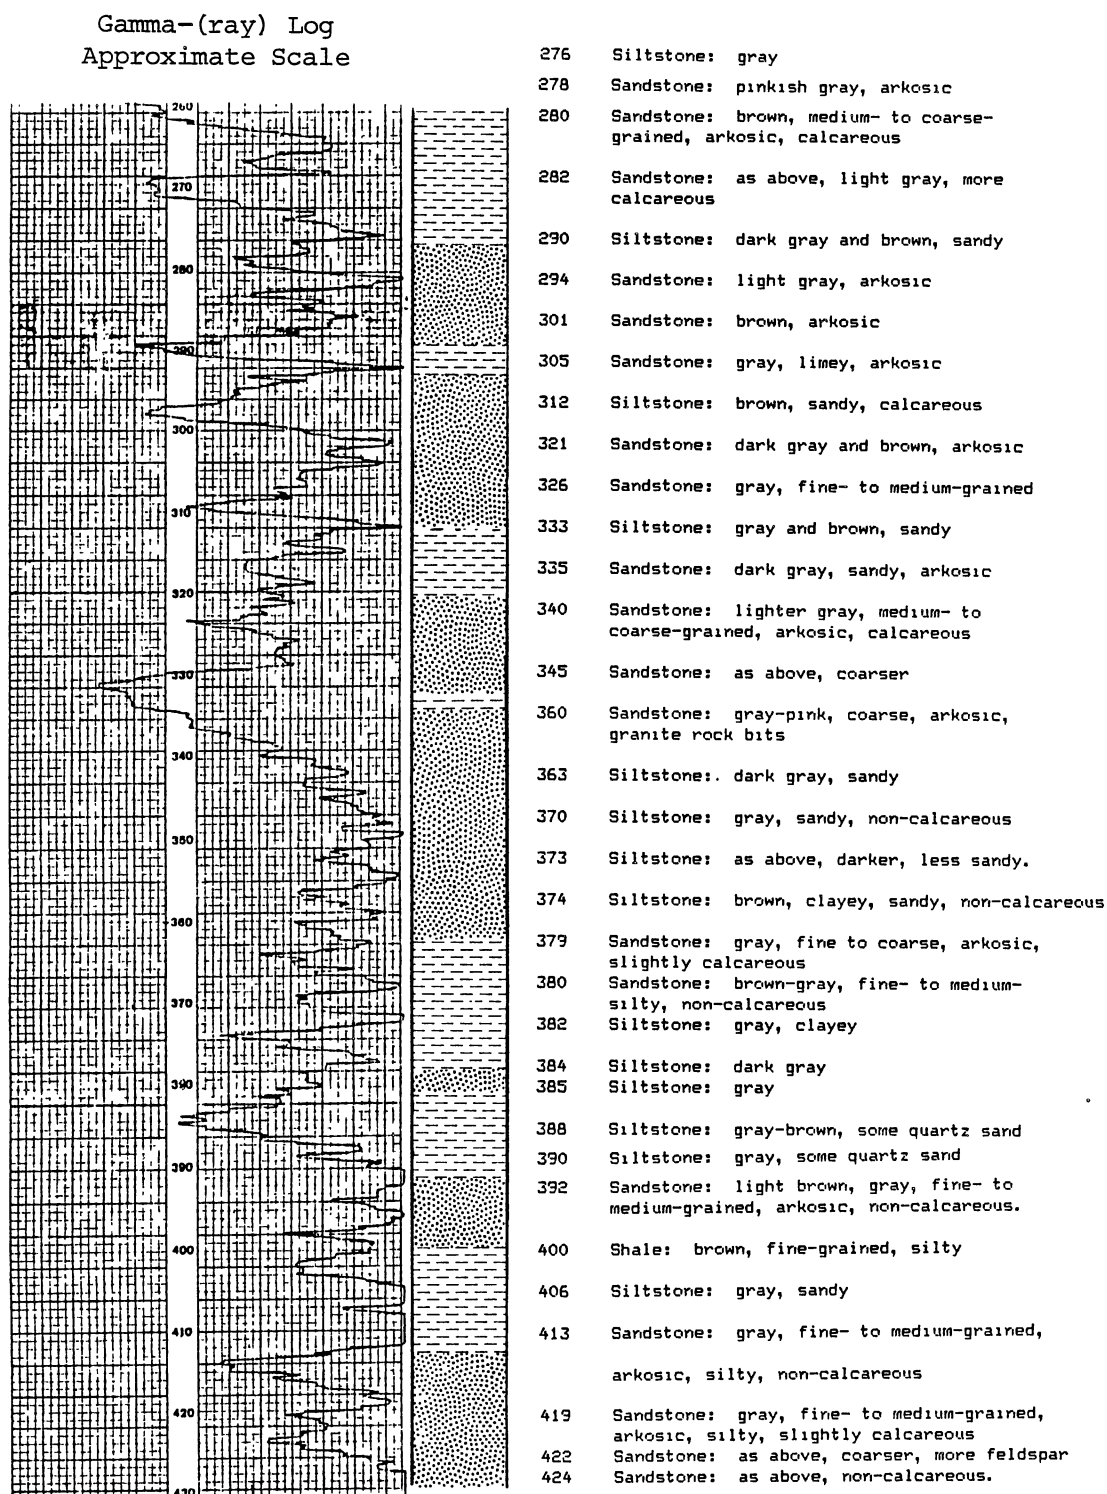 Gamma-(ray) Log
Approximate Scale
260
270
280
290
300
310
320
330
340
350
360
370
380
390
400
410
420
430
276 Siltstone: gray
278 Sandstone: pinkish gray, arkosic
280 Sandstone: brown, medium- to coarse-
grained, arkosic, calcareous
282 Sandstone: as above, light gray, more
calcareous
290 Siltstone: dark gray and brown, sandy
294 Sandstone: light gray, arkosic
301 Sandstone: brown, arkosic
305 Sandstone: gray, limey, arkosic
312 Siltstone: brown, sandy, calcareous
321 Sandstone: dark gray and brown, arkosic
326 Sandstone: gray, fine- to medium-grained
333 Siltstone: gray and brown, sandy
335 Sandstone: dark gray, sandy, arkosic
340 Sandstone: lighter gray, medium- to
coarse-grained, arkosic, calcareous
345 Sandstone: as above, coarser
360 Sandstone: gray-pink, coarse, arkosic,
granite rock bits
363 Siltstone:. dark gray, sandy
370 Siltstone: gray, sandy, non-calcareous
373 Siltstone: as above, darker, less sandy.
374 Siltstone: brown, clayey, sandy, non-calcareous
379 Sandstone: gray, fine to coarse, arkosic,
slightly calcareous
380 Sandstone: brown-gray, fine- to medium-
silty, non-calcareous
382 Siltstone: gray, clayey
384 Siltstone: dark gray
385 Siltstone: gray
388 Siltstone: gray-brown, some quartz sand
390 Siltstone: gray, some quartz sand
392 Sandstone: light brown, gray, fine- to
medium-grained, arkosic, non-calcareous.
400 Shale: brown, fine-grained, silty
406 Siltstone: gray, sandy
413 Sandstone: gray, fine- to medium-grained,
arkosic, silty, non-calcareous
419 Sandstone: gray, fine- to medium-grained,
arkosic, silty, slightly calcareous
422 Sandstone: as above, coarser, more feldspar
424 Sandstone: as above, non-calcareous.